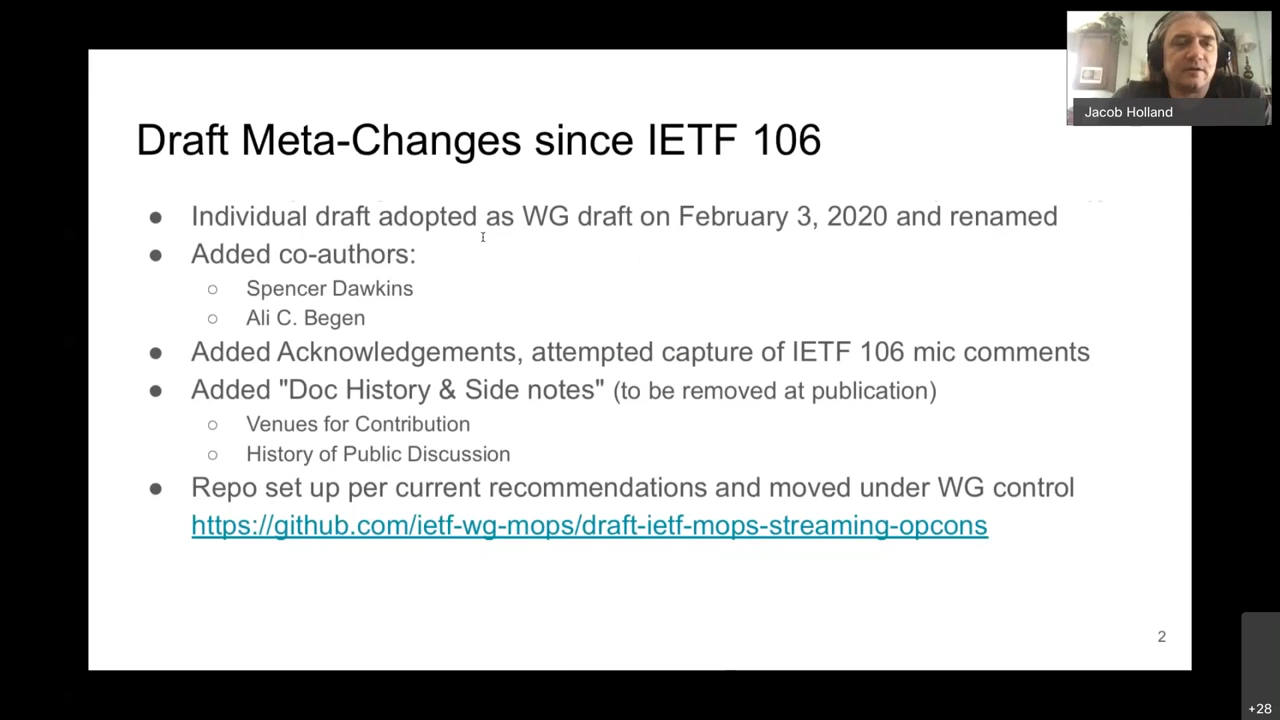 Jacob Holland
Draft Meta-Changes since IETF 106
● Individual draft adopted as WG draft on February 3, 2020 and renamed
● Added co-authors:
○ Spencer Dawkins
○ Ali C. Begen
● Added Acknowledgements, attempted capture of IETF 106 mic comments
● Added "Doc History & Side notes" (to be removed at publication)
○ Venues for Contribution
○ History of Public Discussion
● Repo set up per current recommendations and moved under WG control
https://github.com/ietf-wg-mops/draft-ietf-mops-streaming-opcons
2
+28